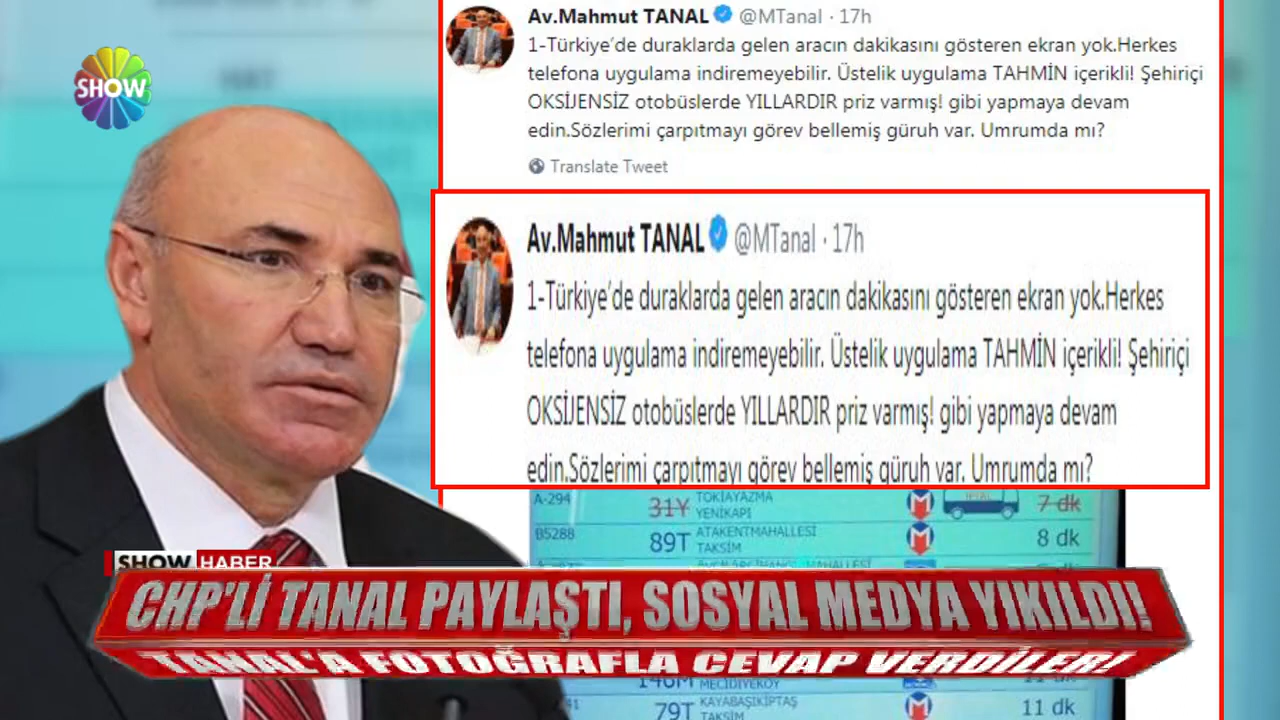 SHOW
Av.Mahmut TANAL @MTanal · 17h
1-Türkiye'de duraklarda gelen aracın dakikasını gösteren ekran yok.Herkes
telefona uygulama indiremeyebilir. Üstelik uygulama TAHMİN içerikli! Şehiriçi
OKSİJENSİZ otobüslerde YILLARDIR priz varmış! gibi yapmaya devam
edin.Sözlerimi çarpıtmayı görev bellemiş güruh var. Umrumda mı?
Translate Tweet
Av.Mahmut TANAL @MTanal · 17h
1-Türkiye'de duraklarda gelen aracın dakikasını gösteren ekran yok.Herkes
telefona uygulama indiremeyebilir. Üstelik uygulama TAHMİN içerikli! Şehiriçi
OKSİJENSİZ otobüslerde YILLARDIR priz varmış! gibi yapmaya devam
edin.Sözlerimi çarpıtmayı görev bellemiş güruh var. Umrumda mı?
A-294 31Y TOKİAYAZMA YENİKAPI M İPTAL 7 dk
B5288 89T ATAKENTMAHALLESİ TAKSİM M 8 dk
SHOW HABER
CHP'Lİ TANAL PAYLAŞTI, SOSYAL MEDYA YIKILDI!
TANAL'A FOTOĞRAFLA CEVAP VERDİLER!
146M MECİDİYEKÖY
41 79T KAYABAŞIKİPTAŞ TAKSİM M 11 dk